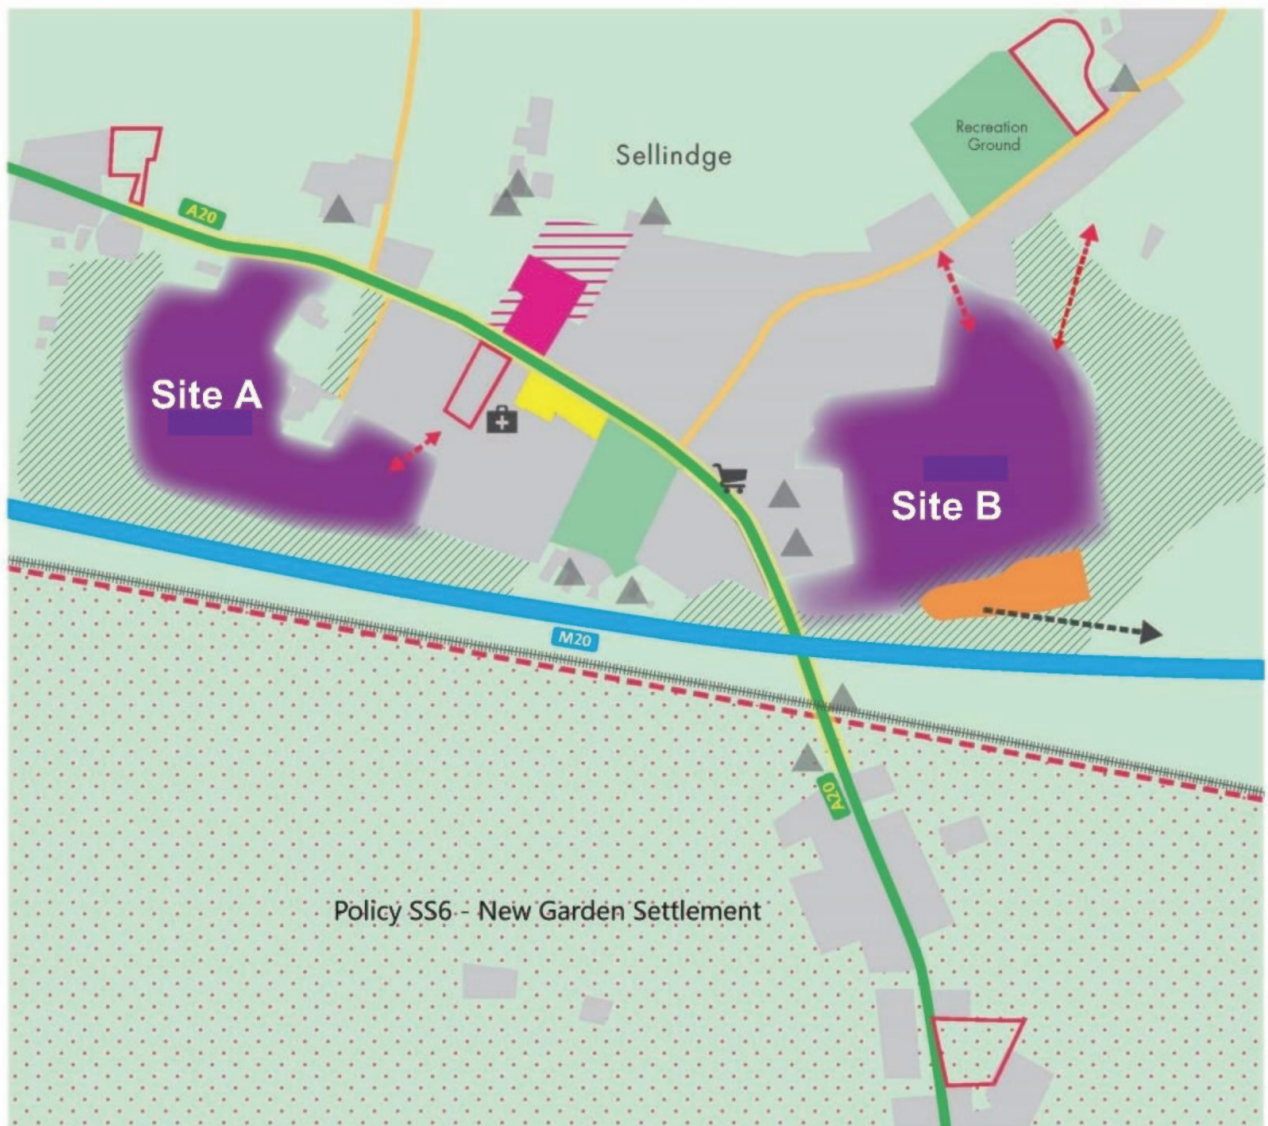 Sellindge
Recreation
Ground
A20
Site A
Site B
M20
A20
Policy SS6 - New Garden Settlement